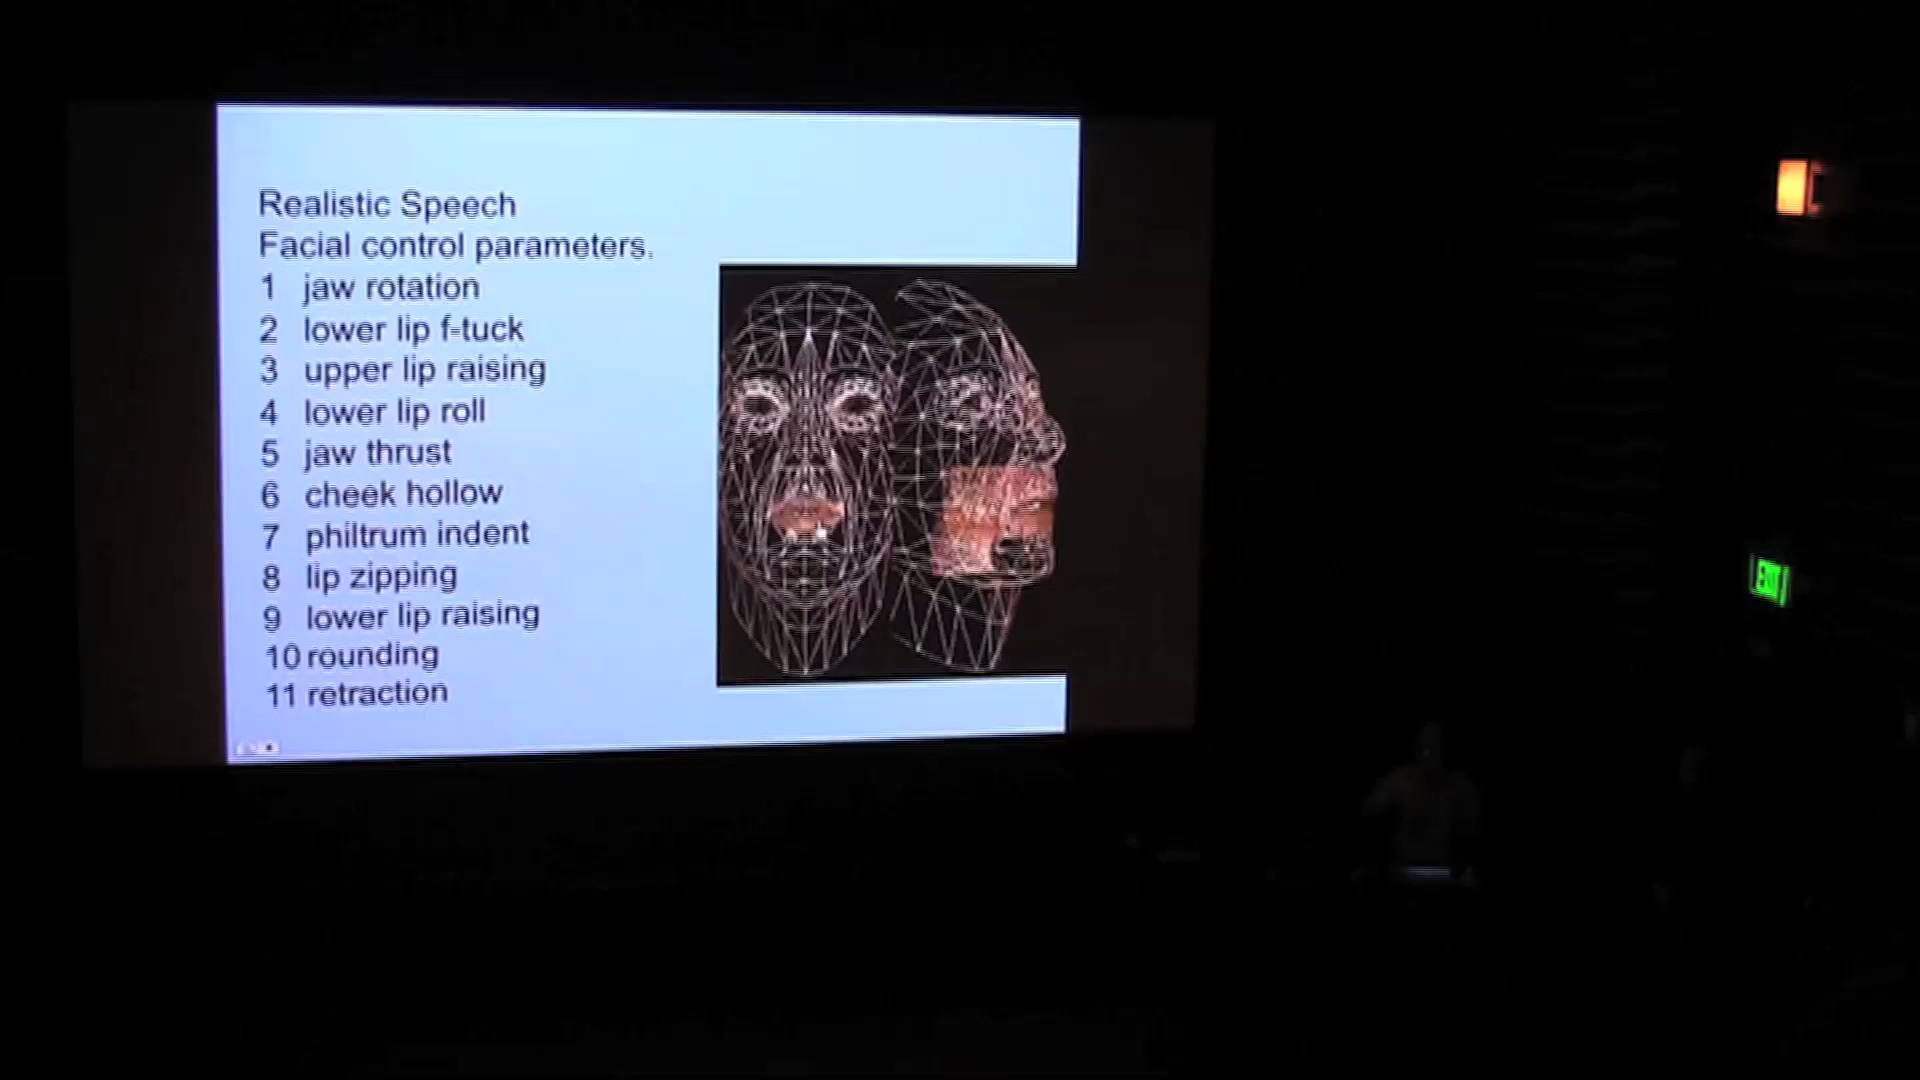 Realistic Speech
Facial control parameters.
1 jaw rotation
2 lower lip f-tuck
3 upper lip raising
4 lower lip roll
5 jaw thrust
6 cheek hollow
7 philtrum indent
8 lip zipping
9 lower lip raising
10 rounding
11 retraction
EXIT